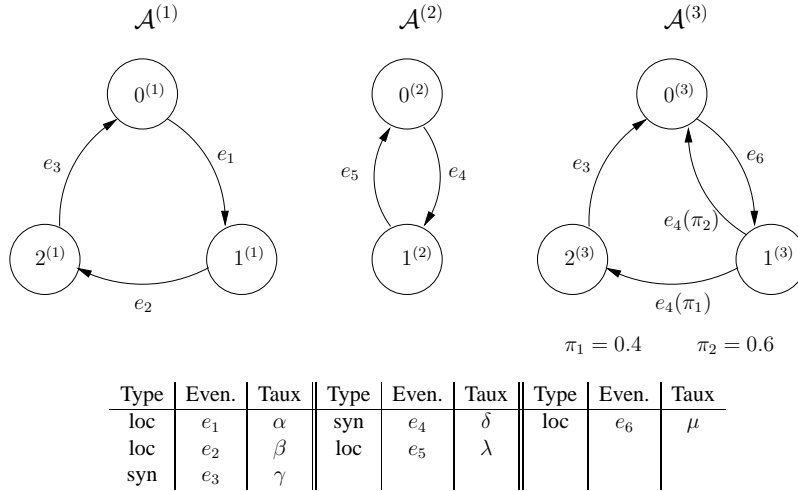 𝒜⁽¹⁾ 𝒜⁽²⁾ 𝒜⁽³⁾
0⁽¹⁾ 0⁽²⁾ 0⁽³⁾
e₃ e₁ e₅ e₄ e₃ e₆
e₄(π₂)
2⁽¹⁾ 1⁽¹⁾ 1⁽²⁾ 2⁽³⁾ 1⁽³⁾
e₂ e₄(π₁)
π₁ = 0.4 π₂ = 0.6
Type Even. Taux Type Even. Taux Type Even. Taux
loc e₁ α syn e₄ δ loc e₆ μ
loc e₂ β loc e₅ λ
syn e₃ γ